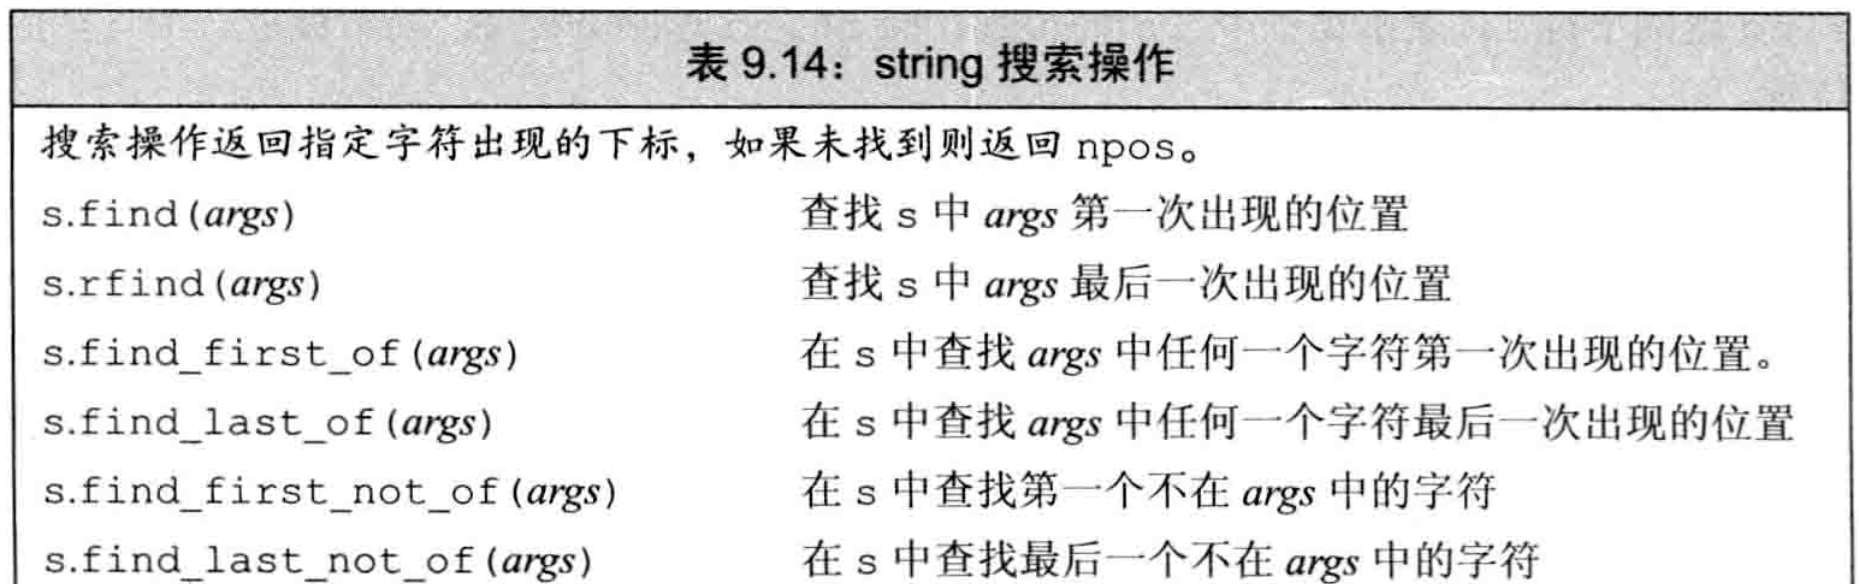 表 9.14：string 搜索操作
搜索操作返回指定字符出现的下标，如果未找到则返回 npos。
s.find(args) 查找 s 中 args 第一次出现的位置
s.rfind(args) 查找 s 中 args 最后一次出现的位置
s.find_first_of(args) 在 s 中查找 args 中任何一个字符第一次出现的位置。
s.find_last_of(args) 在 s 中查找 args 中任何一个字符最后一次出现的位置
s.find_first_not_of(args) 在 s 中查找第一个不在 args 中的字符
s.find_last_not_of(args) 在 s 中查找最后一个不在 args 中的字符